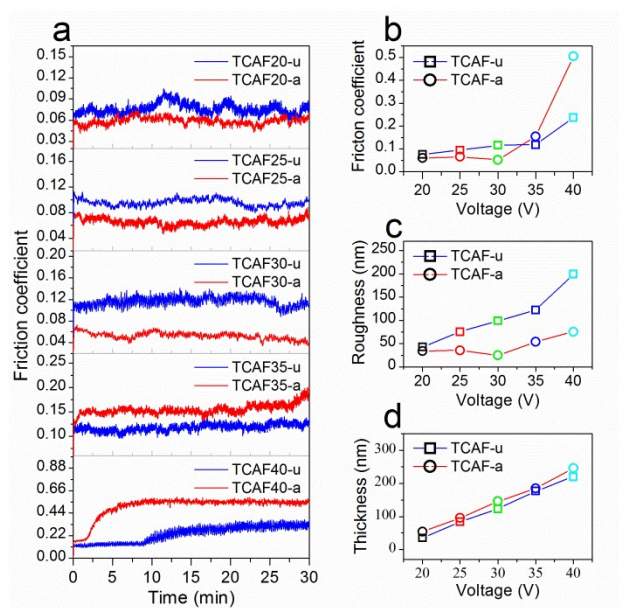 a
Friction coefficient
0.15
0.12
0.09
0.06
0.03
TCAF20-u
TCAF20-a
0.16
0.12
0.08
0.04
TCAF25-u
TCAF25-a
0.20
0.16
0.12
0.08
0.04
TCAF30-u
TCAF30-a
0.25
0.20
0.15
0.10
TCAF35-u
TCAF35-a
0.88
0.66
0.44
0.22
0.00
TCAF40-u
TCAF40-a
0 5 10 15 20 25 30
Time (min)
b
Fricton coefficient
0.5
0.4
0.3
0.2
0.1
0.0
TCAF-u
TCAF-a
20 25 30 35 40
Voltage (V)
c
Roughness (nm)
250
200
150
100
50
0
TCAF-u
TCAF-a
20 25 30 35 40
Voltage (V)
d
Thickness (nm)
300
200
100
0
TCAF-u
TCAF-a
20 25 30 35 40
Voltage (V)